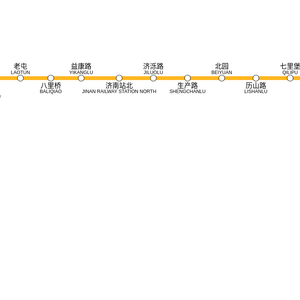 老屯
LAOTUN
八里桥
BALIQIAO
益康路
YIKANGLU
济南站北
JINAN RAILWAY STATION NORTH
济泺路
JILUOLU
生产路
SHENGCHANLU
北园
BEIYUAN
历山路
LISHANLU
七里堡
QILIPU